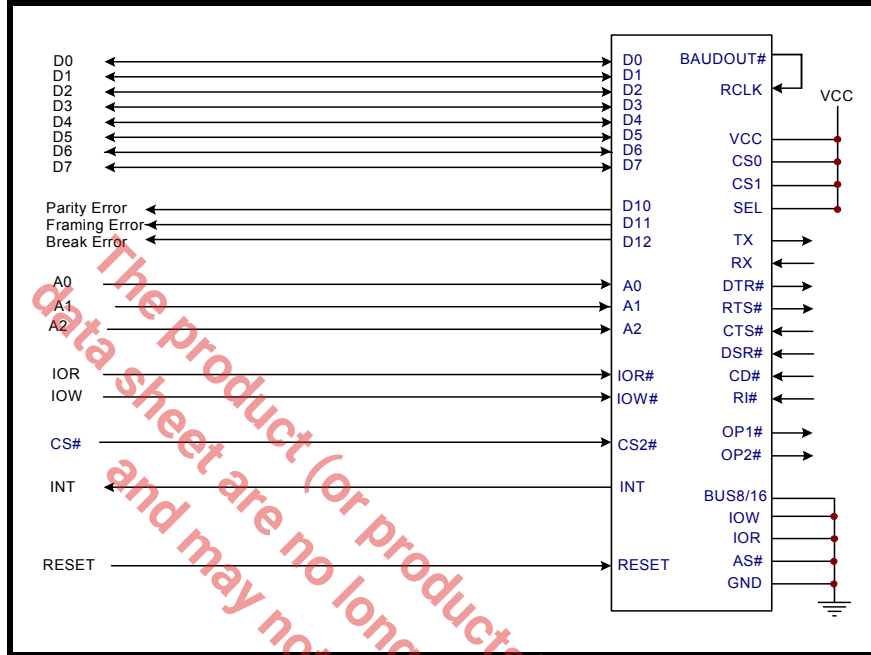 D0 D0 BAUDOUT#
D1 D1
D2 D2 RCLK
D3 D3 VCC
D4 D4
D5 D5 VCC
D6 D6 CS0
D7 D7
CS1
Parity Error D10 SEL
Framing Error D11
Break Error D12 TX
RX
A0 A0 DTR#
A1 A1 RTS#
A2 A2 CTS#
DSR#
IOR IOR# CD#
IOW IOW# RI#
CS# CS2# OP1#
OP2#
INT INT BUS8/16
IOW
IOR
RESET RESET AS#
GND
The product (or products
data sheet are no long
and may not